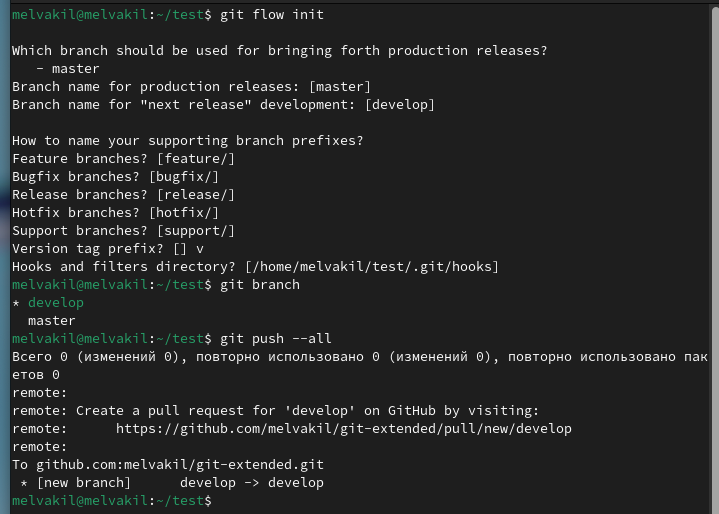 melvakil@melvakil:~/test$ git flow init

Which branch should be used for bringing forth production releases?
   - master
Branch name for production releases: [master]
Branch name for "next release" development: [develop]

How to name your supporting branch prefixes?
Feature branches? [feature/]
Bugfix branches? [bugfix/]
Release branches? [release/]
Hotfix branches? [hotfix/]
Support branches? [support/]
Version tag prefix? [] v
Hooks and filters directory? [/home/melvakil/test/.git/hooks]
melvakil@melvakil:~/test$ git branch
* develop
  master
melvakil@melvakil:~/test$ git push --all
Всего 0 (изменений 0), повторно использовано 0 (изменений 0), повторно использовано пак
етов 0
remote:
remote: Create a pull request for 'develop' on GitHub by visiting:
remote:      https://github.com/melvakil/git-extended/pull/new/develop
remote:
To github.com:melvakil/git-extended.git
 * [new branch]      develop -> develop
melvakil@melvakil:~/test$